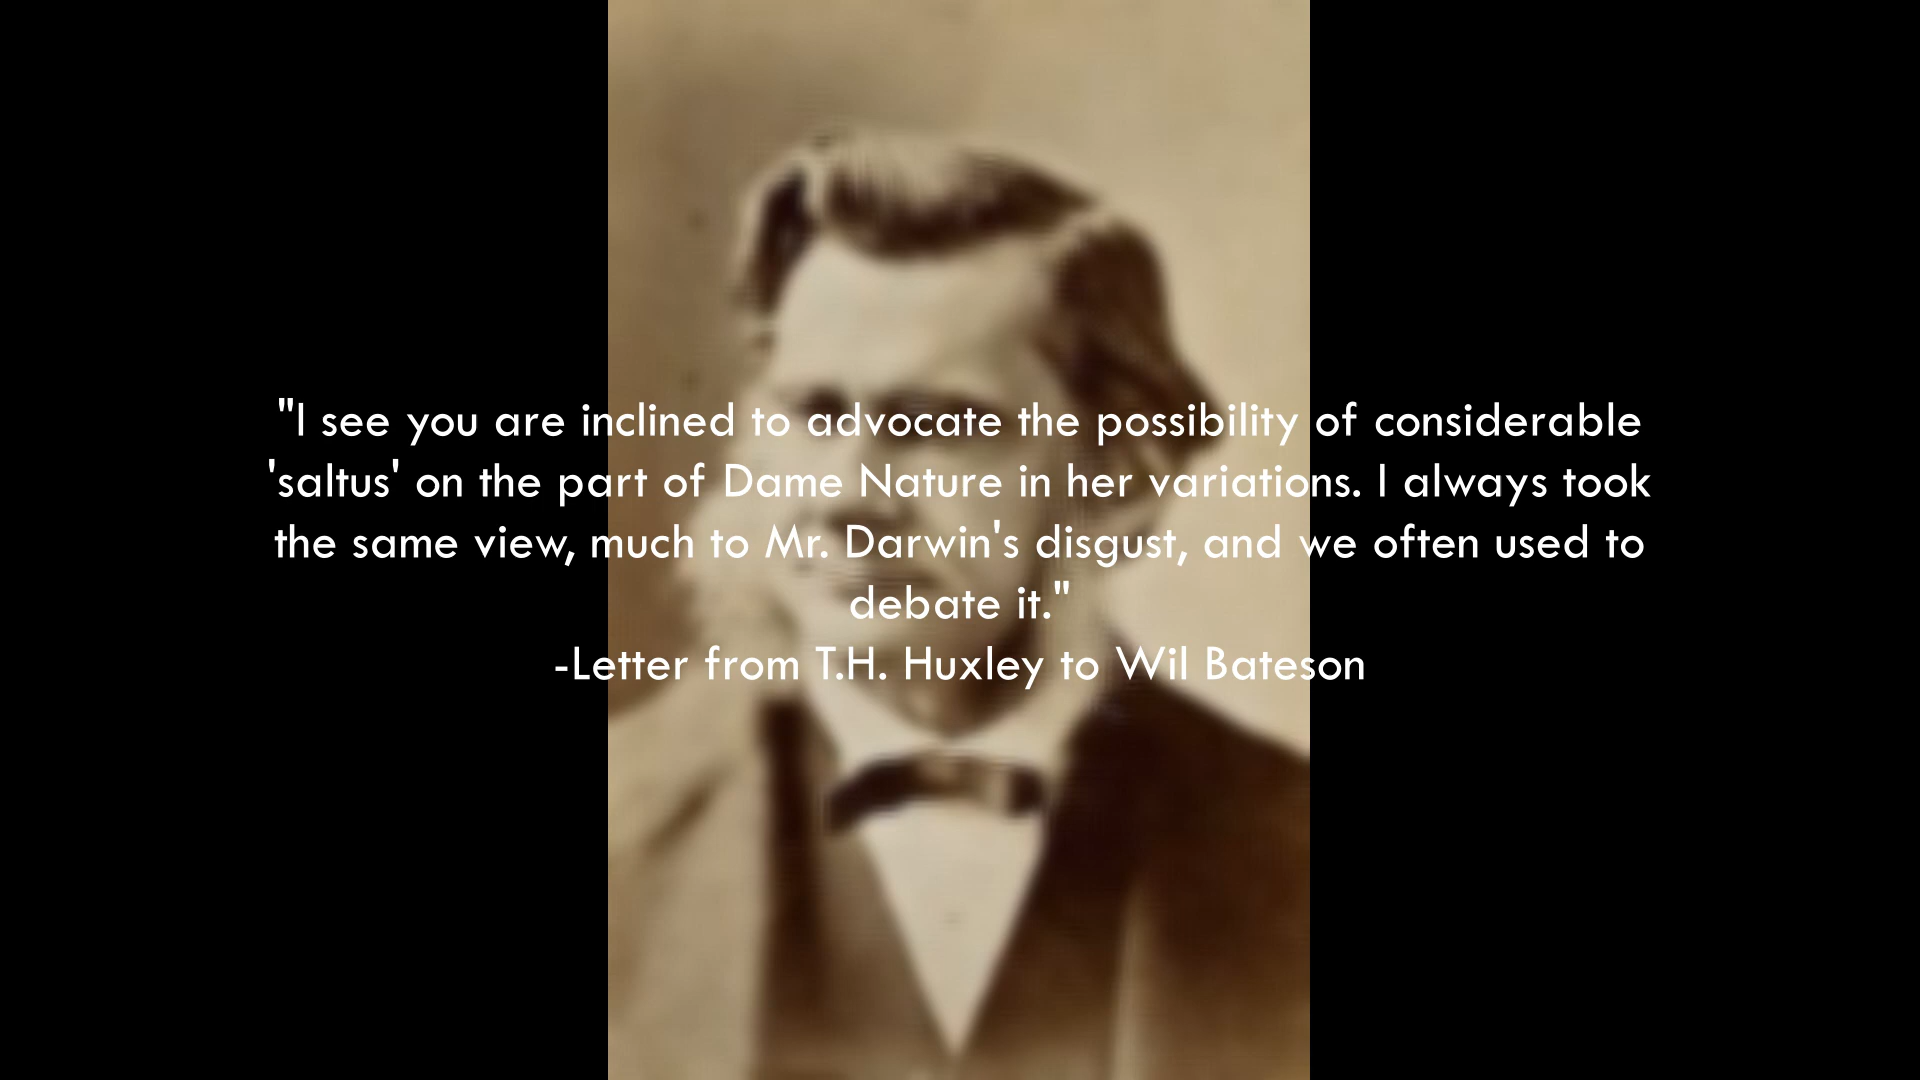 "I see you are inclined to advocate the possibility of considerable
'saltus' on the part of Dame Nature in her variations. I always took
the same view, much to Mr. Darwin's disgust, and we often used to
debate it."
-Letter from T.H. Huxley to Wil Bateson